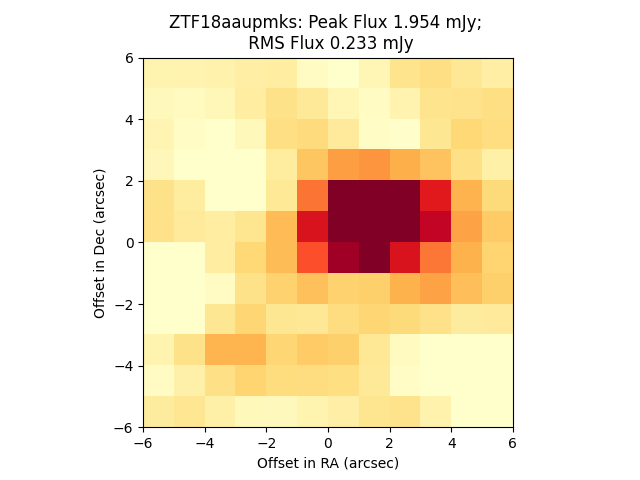 ZTF18aaupmks: Peak Flux 1.954 mJy;
RMS Flux 0.233 mJy
6
4
2
0
−2
−4
−6
Offset in Dec (arcsec)
−6 −4 −2 0 2 4 6
Offset in RA (arcsec)